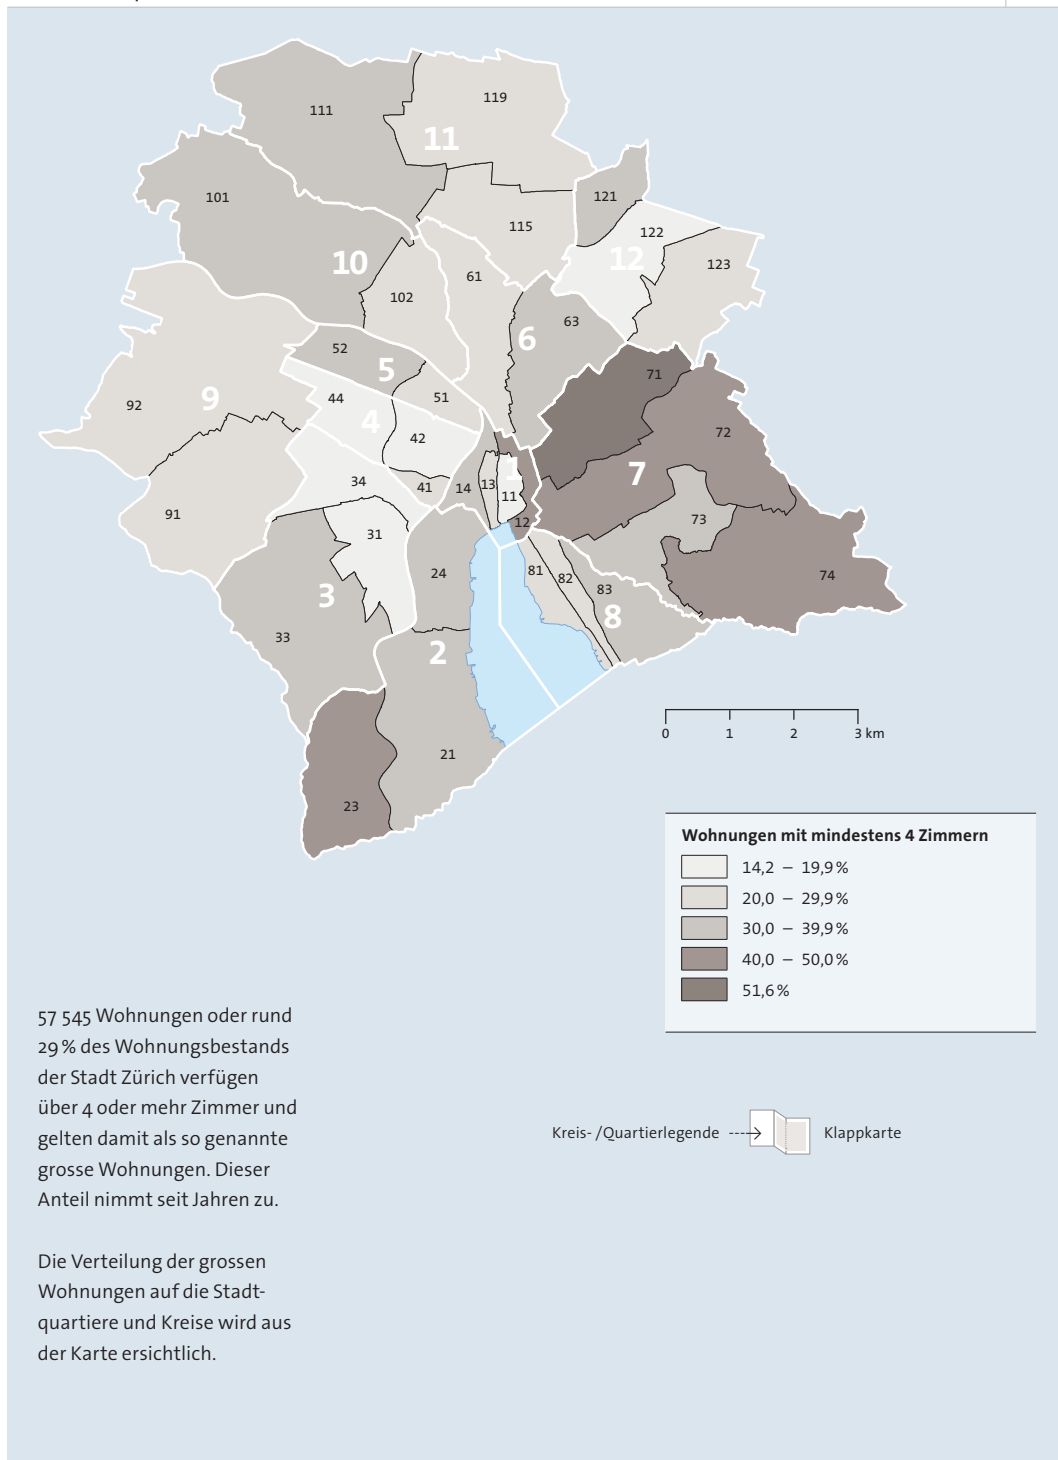 111
119
11
101
121
115
122
12
123
10
61
102
63
6
52
5
71
9
44
51
92
4
42
72
1
7
34
41
14
13
11
91
12
73
31
24
81
82
83
74
3
8
33
2
21
23
0 1 2 3 km
Wohnungen mit mindestens 4 Zimmern
14,2 – 19,9 %
20,0 – 29,9 %
30,0 – 39,9 %
40,0 – 50,0 %
51,6 %
57 545 Wohnungen oder rund
29 % des Wohnungsbestands
der Stadt Zürich verfügen
über 4 oder mehr Zimmer und
gelten damit als so genannte
grosse Wohnungen. Dieser
Anteil nimmt seit Jahren zu.
Die Verteilung der grossen
Wohnungen auf die Stadt-
quartiere und Kreise wird aus
der Karte ersichtlich.
Kreis- /Quartierlegende Klappkarte